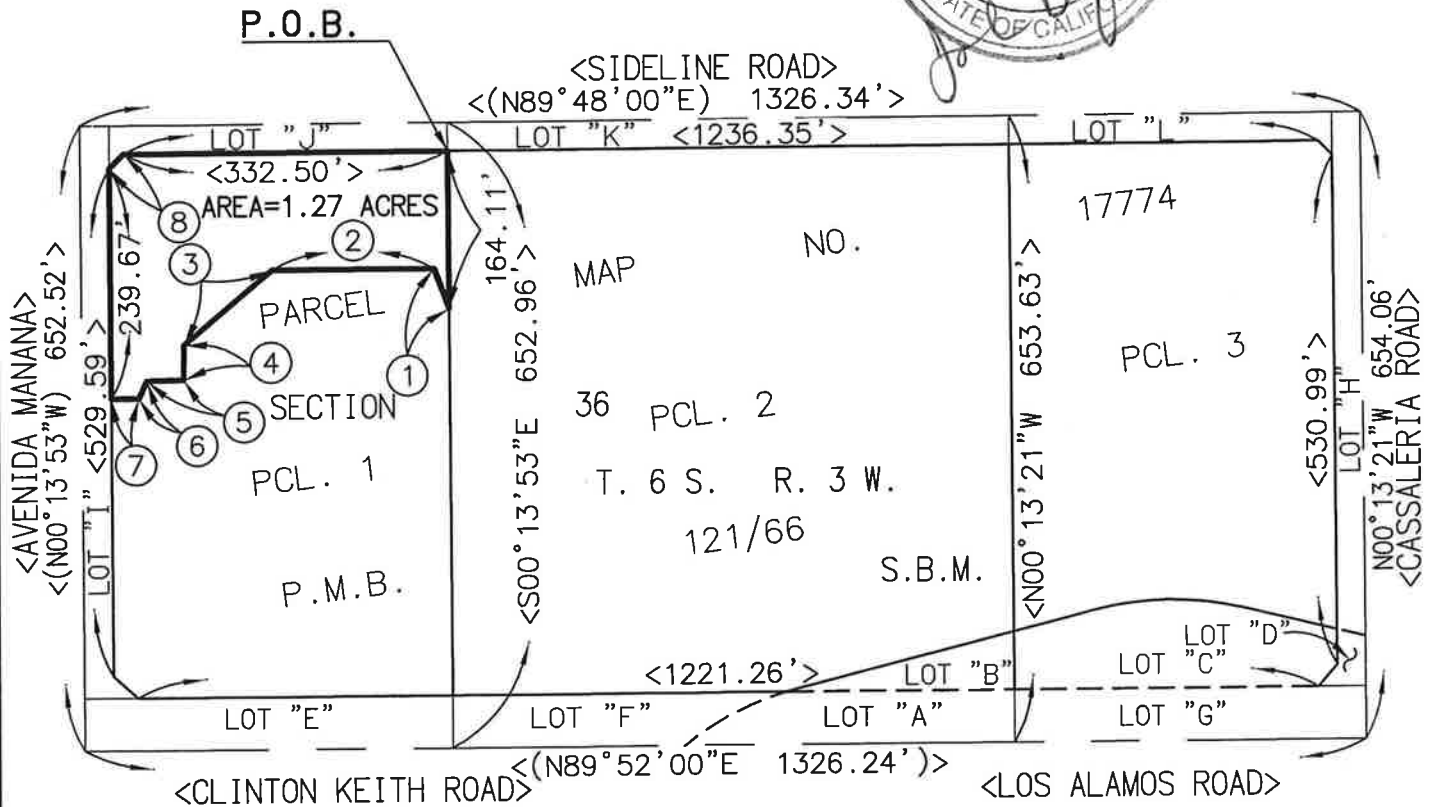 P.O.B.
ATE OF CALIF
<SIDELINE ROAD>
<(N89°48'00"E) 1326.34'>
LOT "J"
LOT "K" <1236.35'>
LOT "L"
<332.50'>
AREA=1.27 ACRES
8
2
3
239.67'
164.11'
17774
NO.
MAP
PARCEL
4
1
5
SECTION
6
7
PCL. 1
P.M.B.
36 PCL. 2
T. 6 S. R. 3 W.
121/66
S.B.M.
PCL. 3
<AVENIDA MANANA>
<(N00°13'53"W) 652.52'>
<529.59'>
LOT "I"
<S00°13'53"E 652.96'>
<N00°13'21"W 653.63'>
<530.99'>
LOT "H"
N00°13'21"W 654.06'
<CASSALERIA ROAD>
LOT "D"
<1221.26'>
LOT "B"
LOT "C"
LOT "E"
LOT "F"
LOT "A"
LOT "G"
<(N89°52'00"E 1326.24')>
<CLINTON KEITH ROAD>
<LOS ALAMOS ROAD>